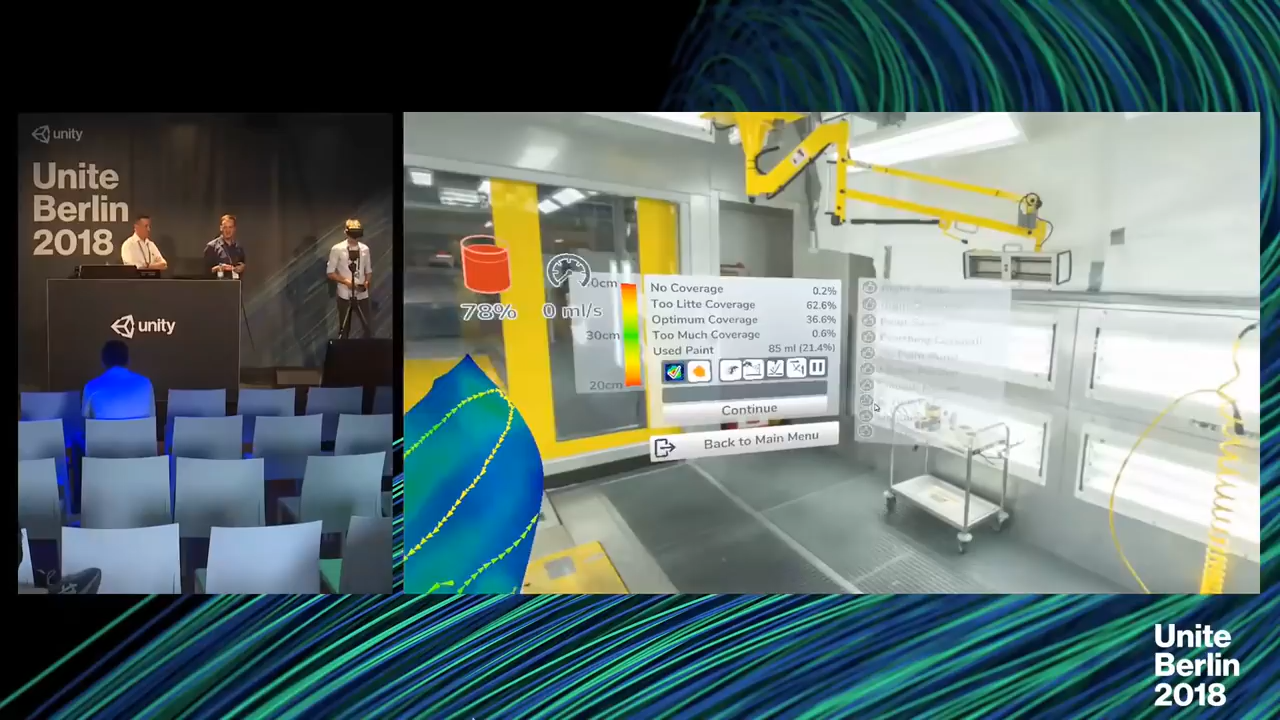 unity
Unite
Berlin
2018
unity
78%
0 ml/s
30cm
20cm
No Coverage 0.2%
Too Litte Coverage 62.6%
Optimum Coverage 36.6%
Too Much Coverage 0.6%
Used Paint 85 ml (21.4%)
Continue
Back to Main Menu
Unite
Berlin
2018